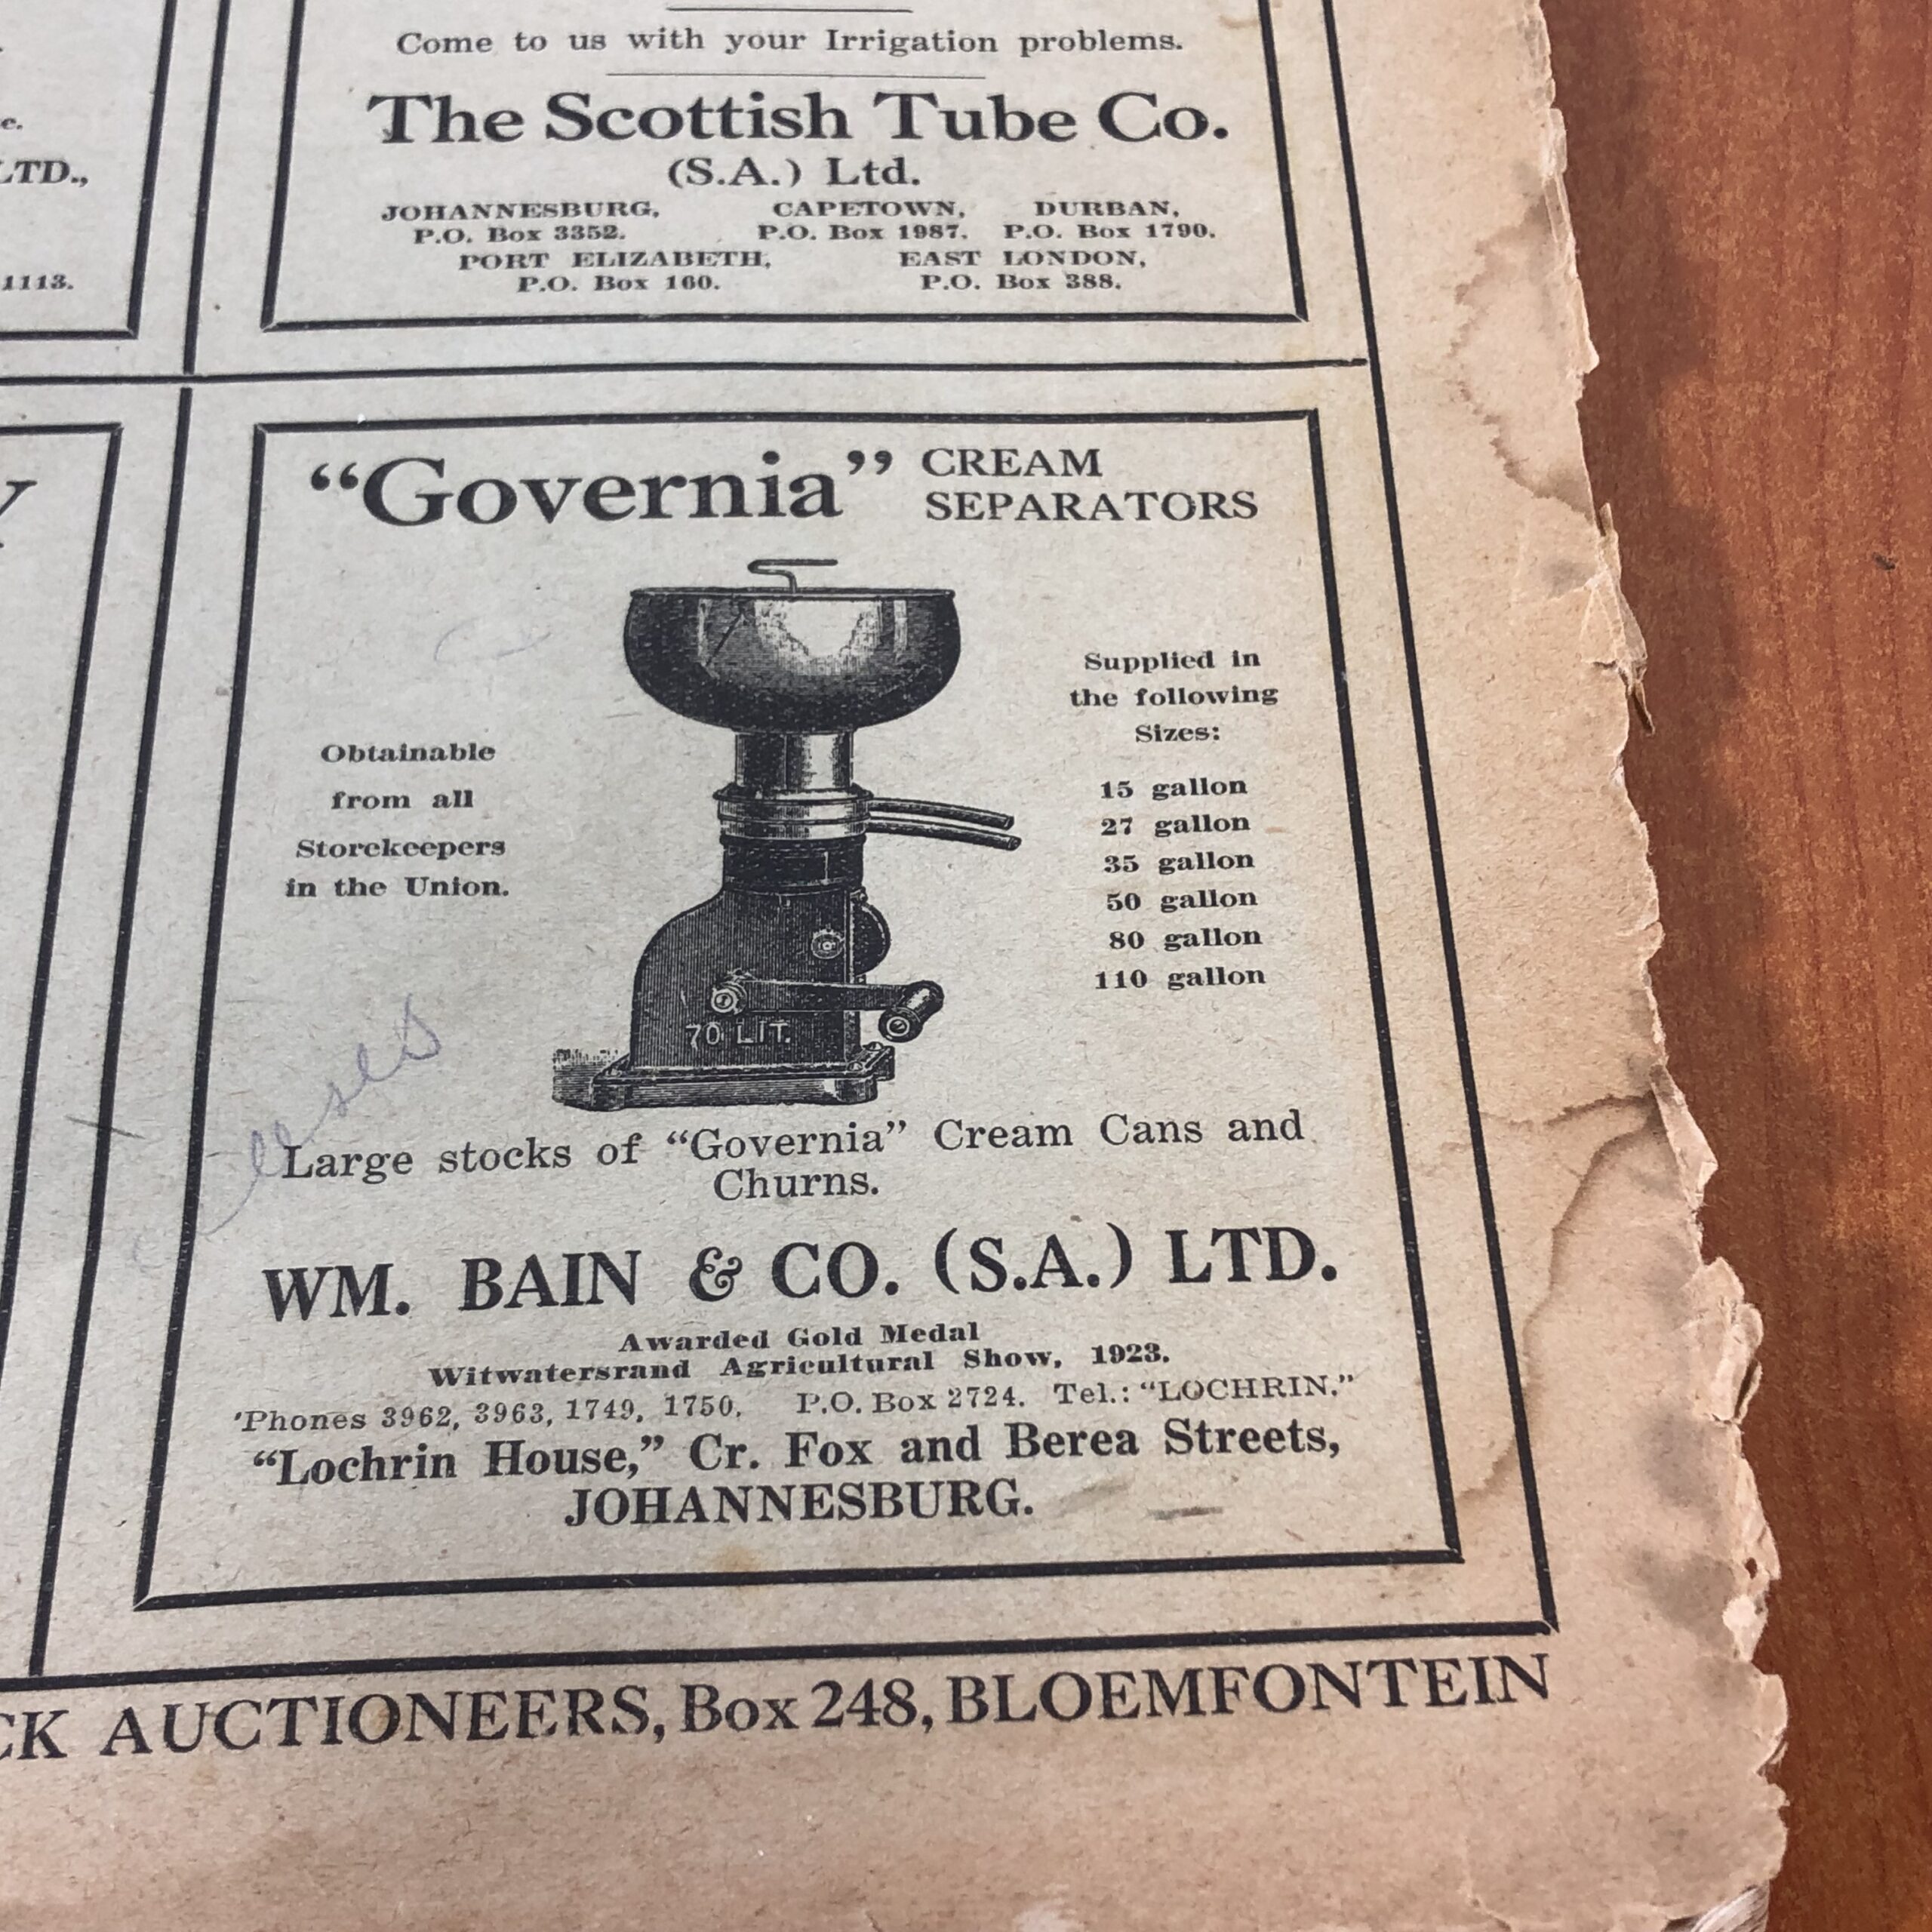 c.
LTD.,
1113.
Come to us with your Irrigation problems.
The Scottish Tube Co.
(S.A.) Ltd.
JOHANNESBURG, CAPETOWN, DURBAN,
P.O. Box 3352. P.O. Box 1987. P.O. Box 1790.
PORT ELIZABETH, EAST LONDON,
P.O. Box 160. P.O. Box 388.
Y
“Governia” CREAM
SEPARATORS
Obtainable
from all
Storekeepers
in the Union.
70 LIT.
Supplied in
the following
Sizes:
15 gallon
27 gallon
35 gallon
50 gallon
80 gallon
110 gallon
Large stocks of “Governia” Cream Cans and
Churns.
WM. BAIN & CO. (S.A.) LTD.
Awarded Gold Medal
Witwatersrand Agricultural Show, 1923.
'Phones 3962, 3963, 1749, 1750. P.O. Box 2724. Tel.: “LOCHRIN.”
“Lochrin House,” Cr. Fox and Berea Streets,
JOHANNESBURG.
CK AUCTIONEERS, Box 248, BLOEMFONTEIN